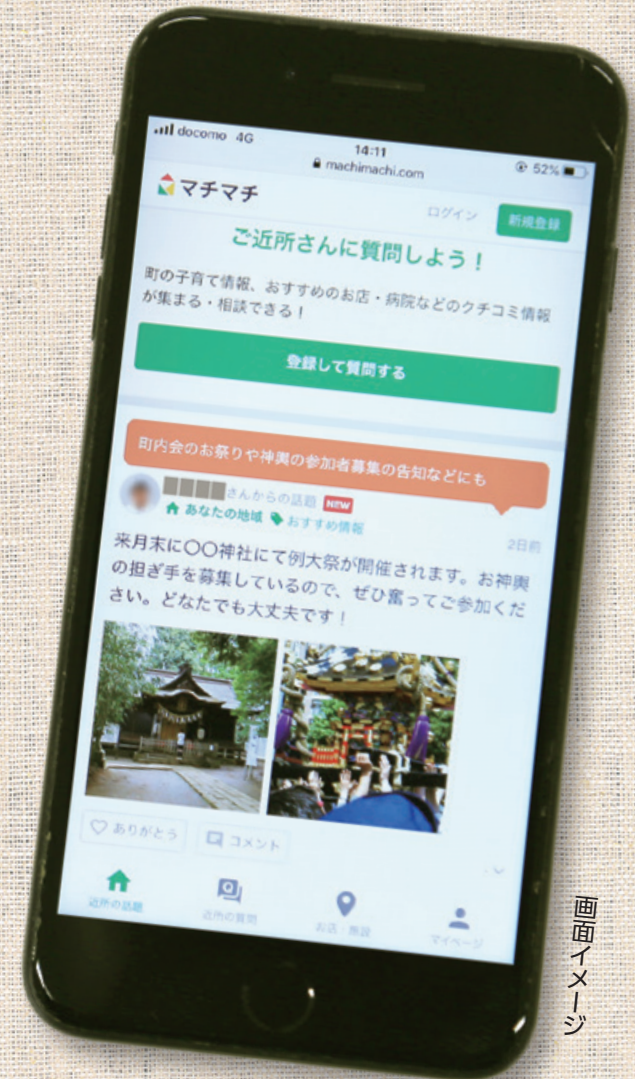 docomo 4G
14:11
52%
machimachi.com
マチマチ
ログイン
新規登録
ご近所さんに質問しよう！
町の子育て情報、おすすめのお店・病院などのクチコミ情報
が集まる・相談できる！
登録して質問する
町内会のお祭りや神輿の参加者募集の告知などにも
さんからの話題 NEW
あなたの地域 おすすめ情報
2日前
来月末に〇〇神社にて例大祭が開催されます。お神輿
の担ぎ手を募集しているので、ぜひ奮ってご参加くだ
さい。どなたでも大丈夫です！
ありがとう
コメント
近所の話題
近所の質問
お店・施設
マイページ
画面イメージ